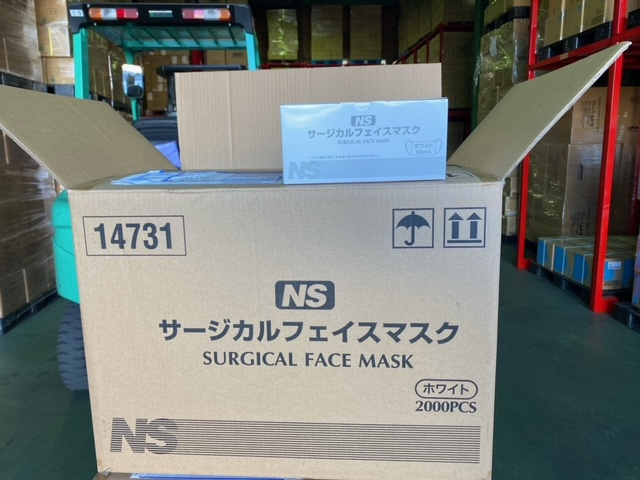 NS
サージカルフェイスマスク
SURGICAL FACE MASK
ホワイト
50pcs
NS
14731
NS
サージカルフェイスマスク
SURGICAL FACE MASK
ホワイト
2000PCS
NS